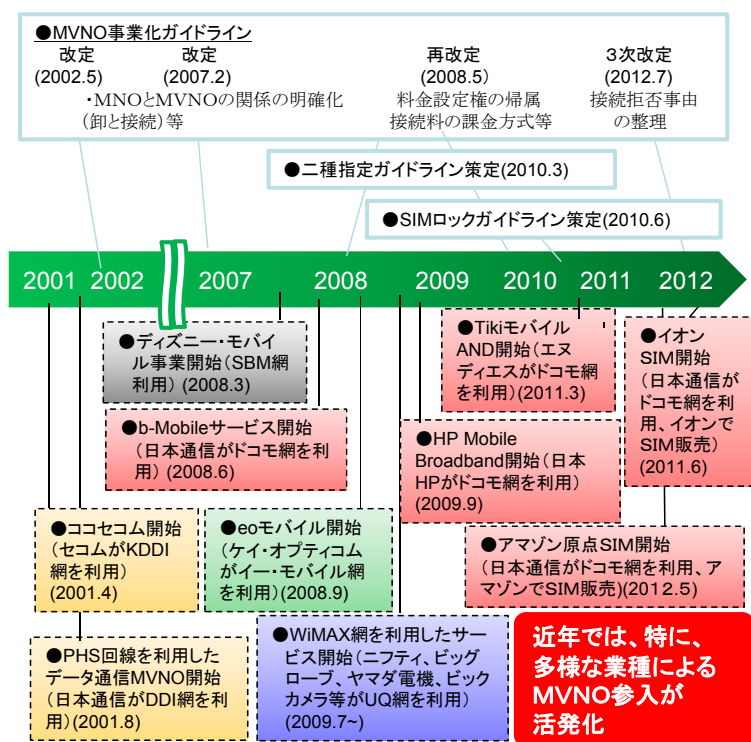 ●MVNO事業化ガイドライン
改定
(2002.5)
改定
(2007.2)
・MNOとMVNOの関係の明確化
（卸と接続）等
再改定
(2008.5)
料金設定権の帰属
接続料の課金方式等
３次改定
(2012.7)
接続拒否事由
の整理
●二種指定ガイドライン策定(2010.3)
●SIMロックガイドライン策定(2010.6)
2001 2002 2007 2008 2009 2010 2011 2012
●ディズニー・モバイ
ル事業開始（SBM網
利用） (2008.3)
●Tikiモバイル
AND開始（エヌ
ディエスがドコモ網
を利用）(2011.3)
●イオン
SIM開始
（日本通信が
ドコモ網を利
用、イオンで
SIM販売）
(2011.6)
●b-Mobileサービス開始
（日本通信がドコモ網を利
用） (2008.6)
●HP Mobile
Broadband開始（日本
HPがドコモ網を利用）
(2009.9)
●ココセコム開始
（セコムがKDDI
網を利用）
(2001.4)
●eoモバイル開始
（ケイ・オプティコム
がイー・モバイル網
を利用）(2008.9)
●アマゾン原点SIM開始
（日本通信がドコモ網を利用、ア
マゾンでSIM販売)(2012.5)
●PHS回線を利用した
データ通信MVNO開始
（日本通信がDDI網を利
用）(2001.8)
●WiMAX網を利用したサー
ビス開始（ニフティ、ビッグ
ローブ、ヤマダ電機、ビック
カメラ等がUQ網を利用）
(2009.7~)
近年では、特に、
多様な業種による
MVNO参入が
活発化